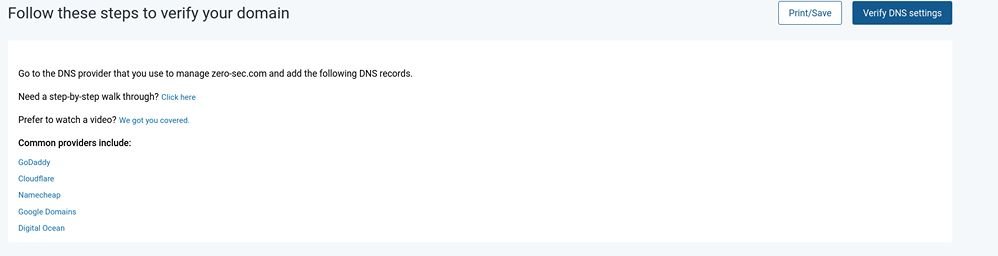 Follow these steps to verify your domain
Print/Save
Verify DNS settings
Go to the DNS provider that you use to manage zero-sec.com and add the following DNS records.
Need a step-by-step walk through? Click here
Prefer to watch a video? We got you covered.
Common providers include:
GoDaddy
Cloudflare
Namecheap
Google Domains
Digital Ocean